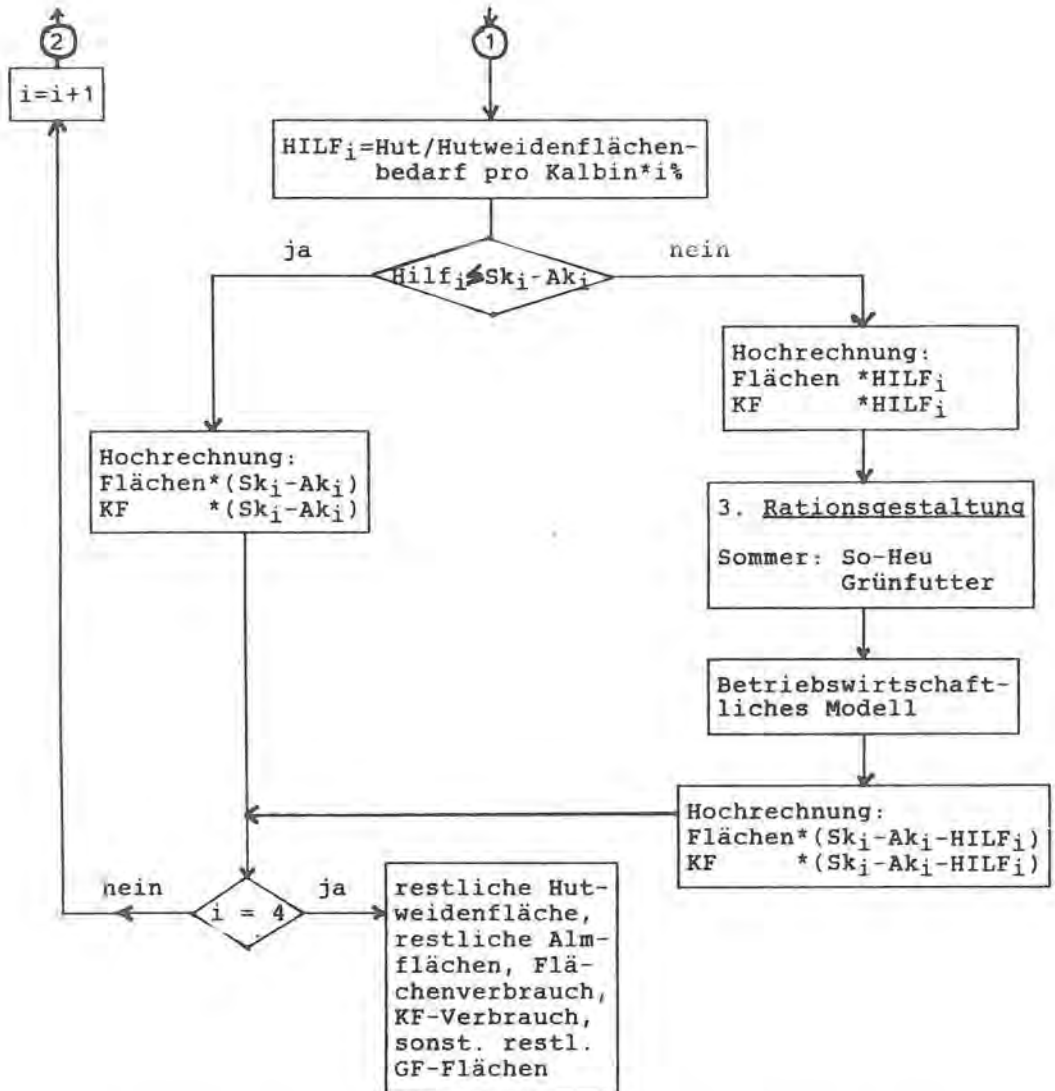 2
1
i=i+1
HILFi=Hut/Hutweidenflächen-
bedarf pro Kalbin*i%
ja
nein
Hilfi Ski-Aki
Hochrechnung:
Flächen *HILFi
KF *HILFi
Hochrechnung:
Flächen*(Ski-Aki)
KF *(Ski-Aki)
3. Rationsgestaltung
Sommer: So-Heu
Grünfutter
Betriebswirtschaft-
liches Modell
Hochrechnung:
Flächen*(Ski-Aki-HILFi)
KF *(Ski-Aki-HILFi)
nein
i = 4
ja
restliche Hut-
weidenfläche,
restliche Alm-
flächen, Flä-
chenverbrauch,
KF-Verbrauch,
sonst. restl.
GF-Flächen